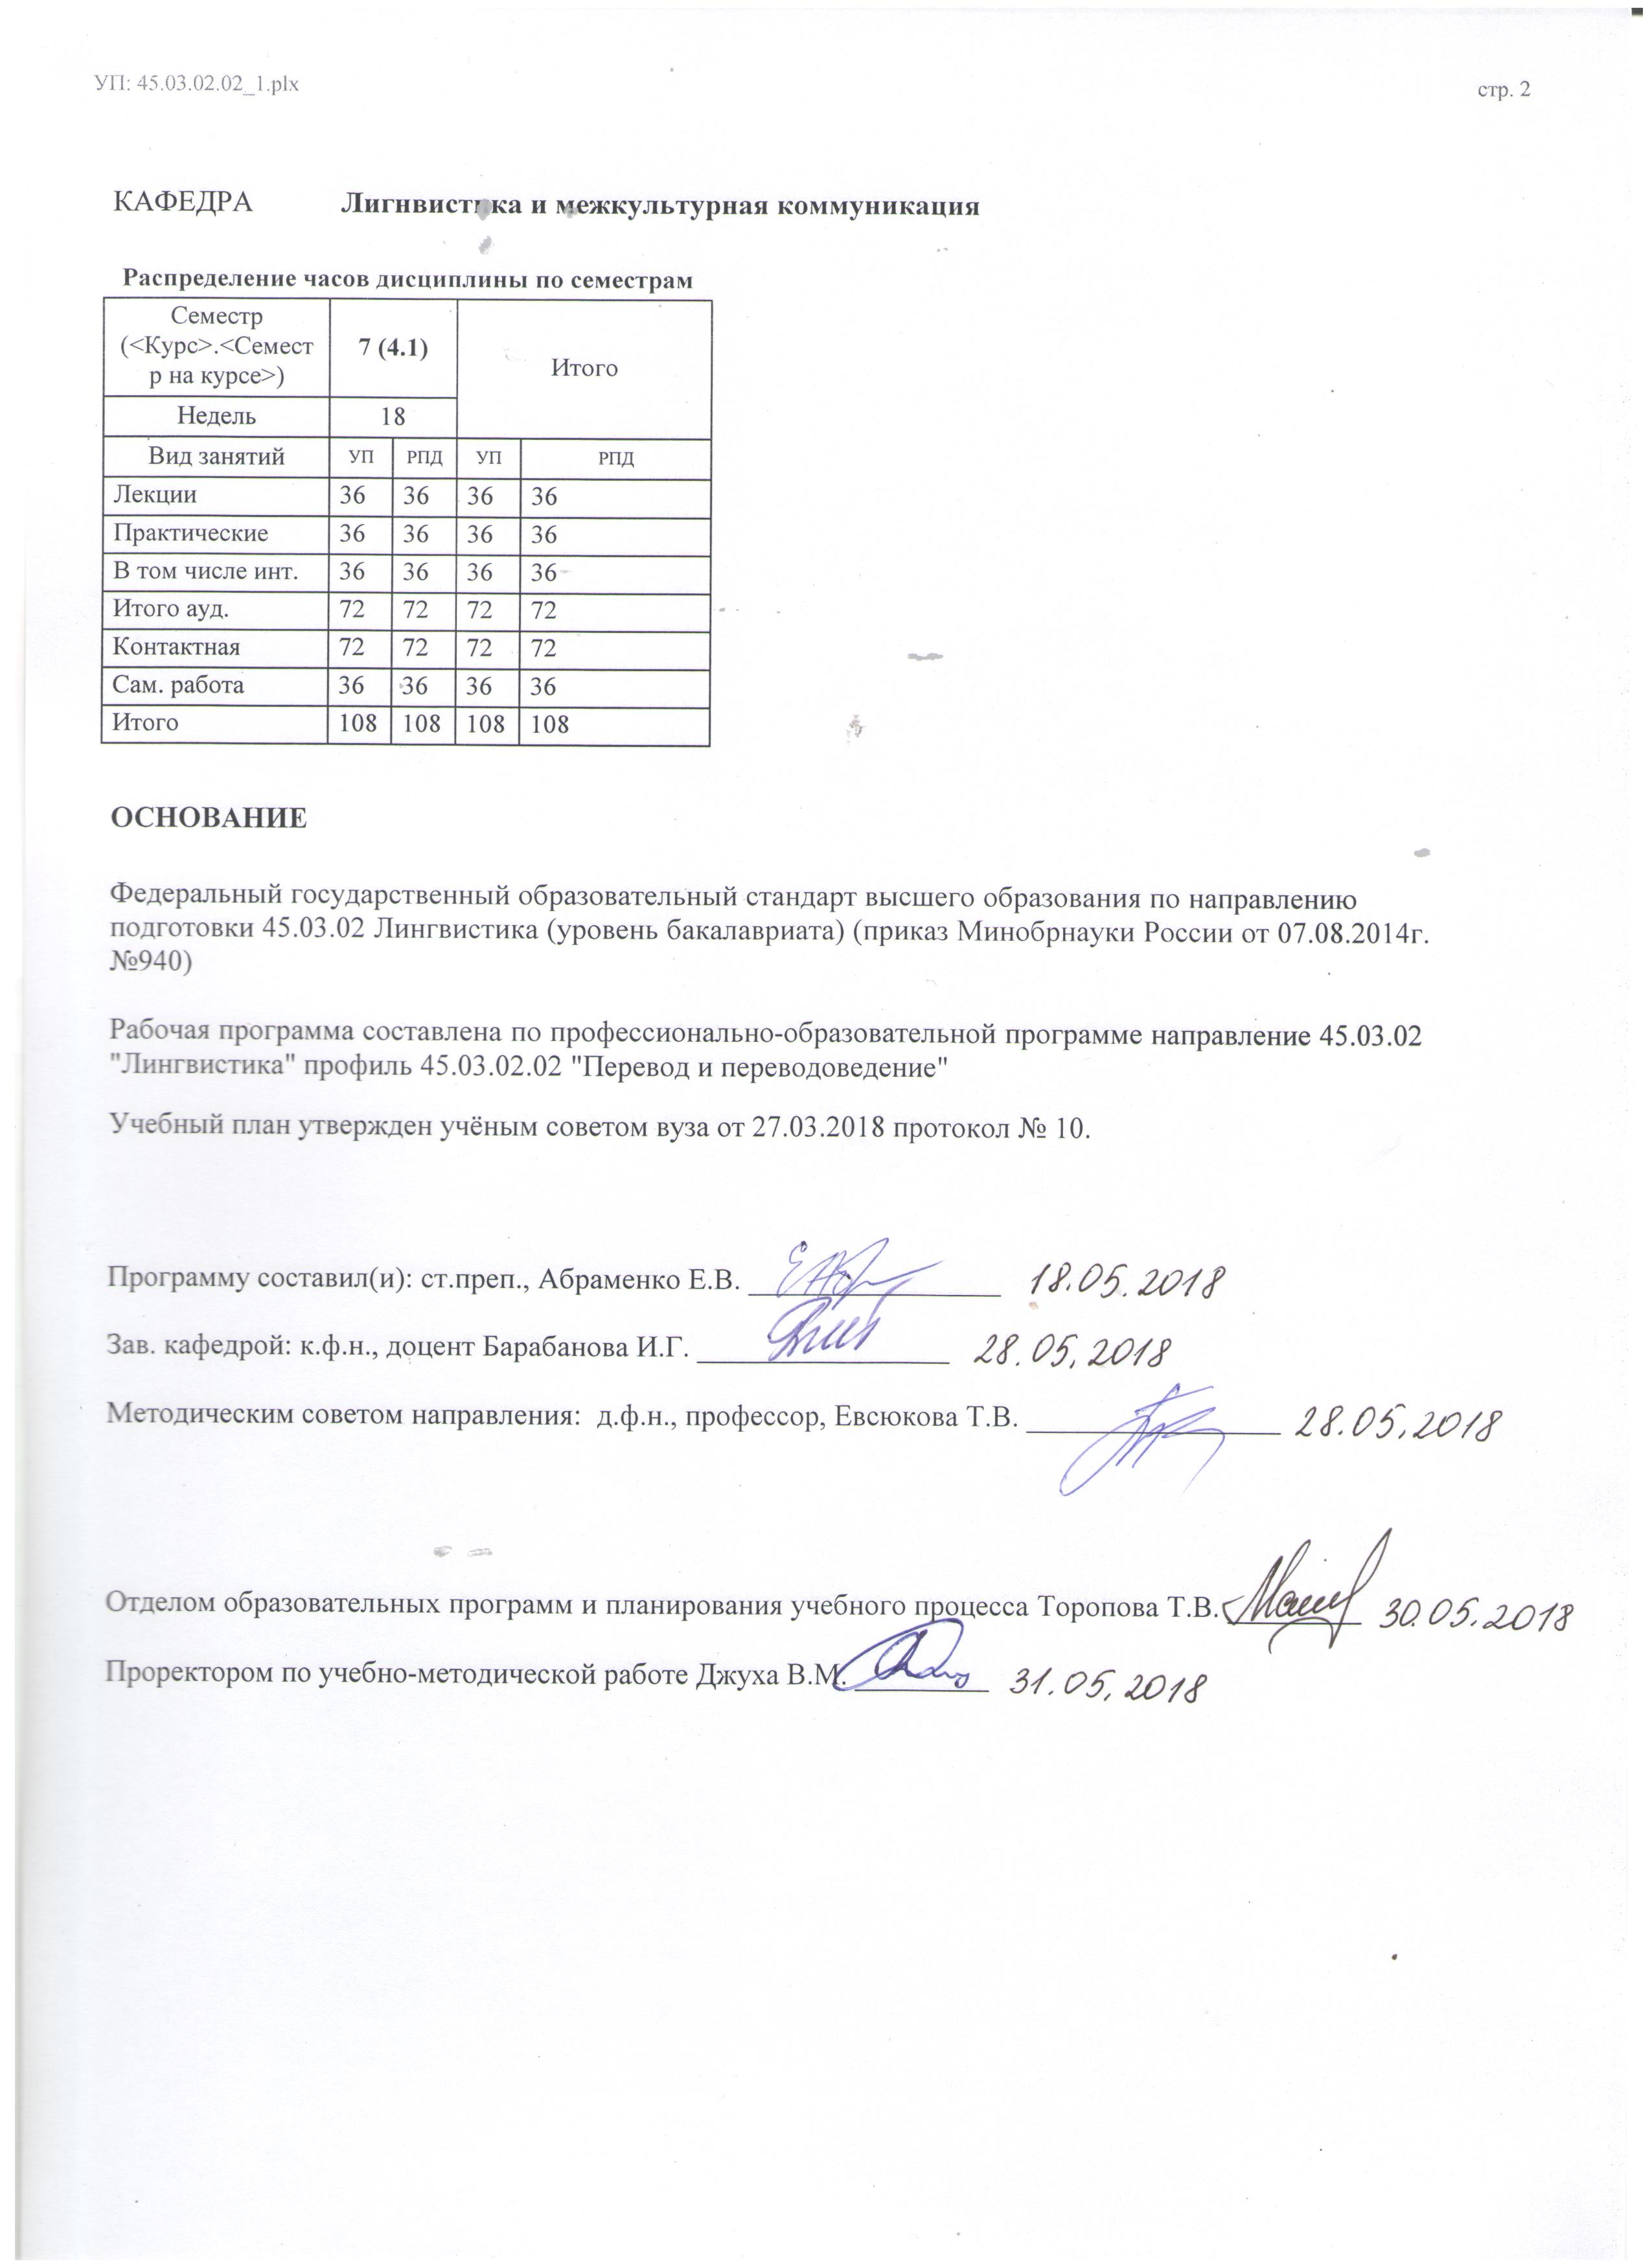 УП: 45.03.02.02_1.plx
стр. 2
КАФЕДРА Лигнвистика и межкультурная коммуникация
Распределение часов дисциплины по семестрам
Семестр
(<Курс>.<Семест
р на курсе>)
7 (4.1)
Итого
Недель 18
Вид занятий УП РПД УП РПД
Лекции 36 36 36 36
Практические 36 36 36 36
В том числе инт. 36 36 36 36
Итого ауд. 72 72 72 72
Контактная 72 72 72 72
Сам. работа 36 36 36 36
Итого 108 108 108 108
ОСНОВАНИЕ
Федеральный государственный образовательный стандарт высшего образования по направлению
подготовки 45.03.02 Лингвистика (уровень бакалавриата) (приказ Минобрнауки России от 07.08.2014г.
№940)
Рабочая программа составлена по профессионально-образовательной программе направление 45.03.02
"Лингвистика" профиль 45.03.02.02 "Перевод и переводоведение"
Учебный план утвержден учёным советом вуза от 27.03.2018 протокол № 10.
Программу составил(и): ст.преп., Абраменко Е.В. 18.05.2018
Зав. кафедрой: к.ф.н., доцент Барабанова И.Г. 28.05.2018
Методическим советом направления: д.ф.н., профессор, Евсюкова Т.В. 28.05.2018
Отделом образовательных программ и планирования учебного процесса Торопова Т.В. 30.05.2018
Проректором по учебно-методической работе Джуха В.М. 31.05.2018